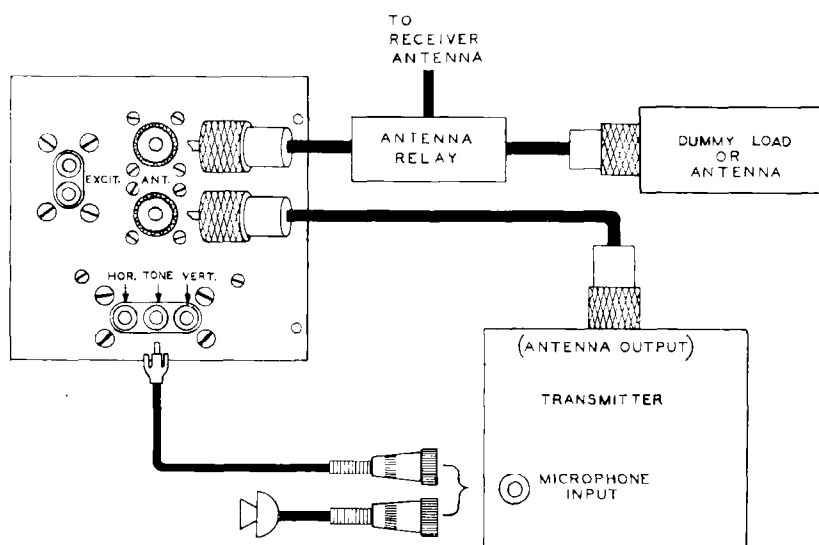 TO
RECEIVER
ANTENNA
ANTENNA
RELAY
DUMMY LOAD
OR
ANTENNA
EXCIT. ANT.
HOR. TONE VERT.
(ANTENNA OUTPUT)
TRANSMITTER
MICROPHONE
INPUT